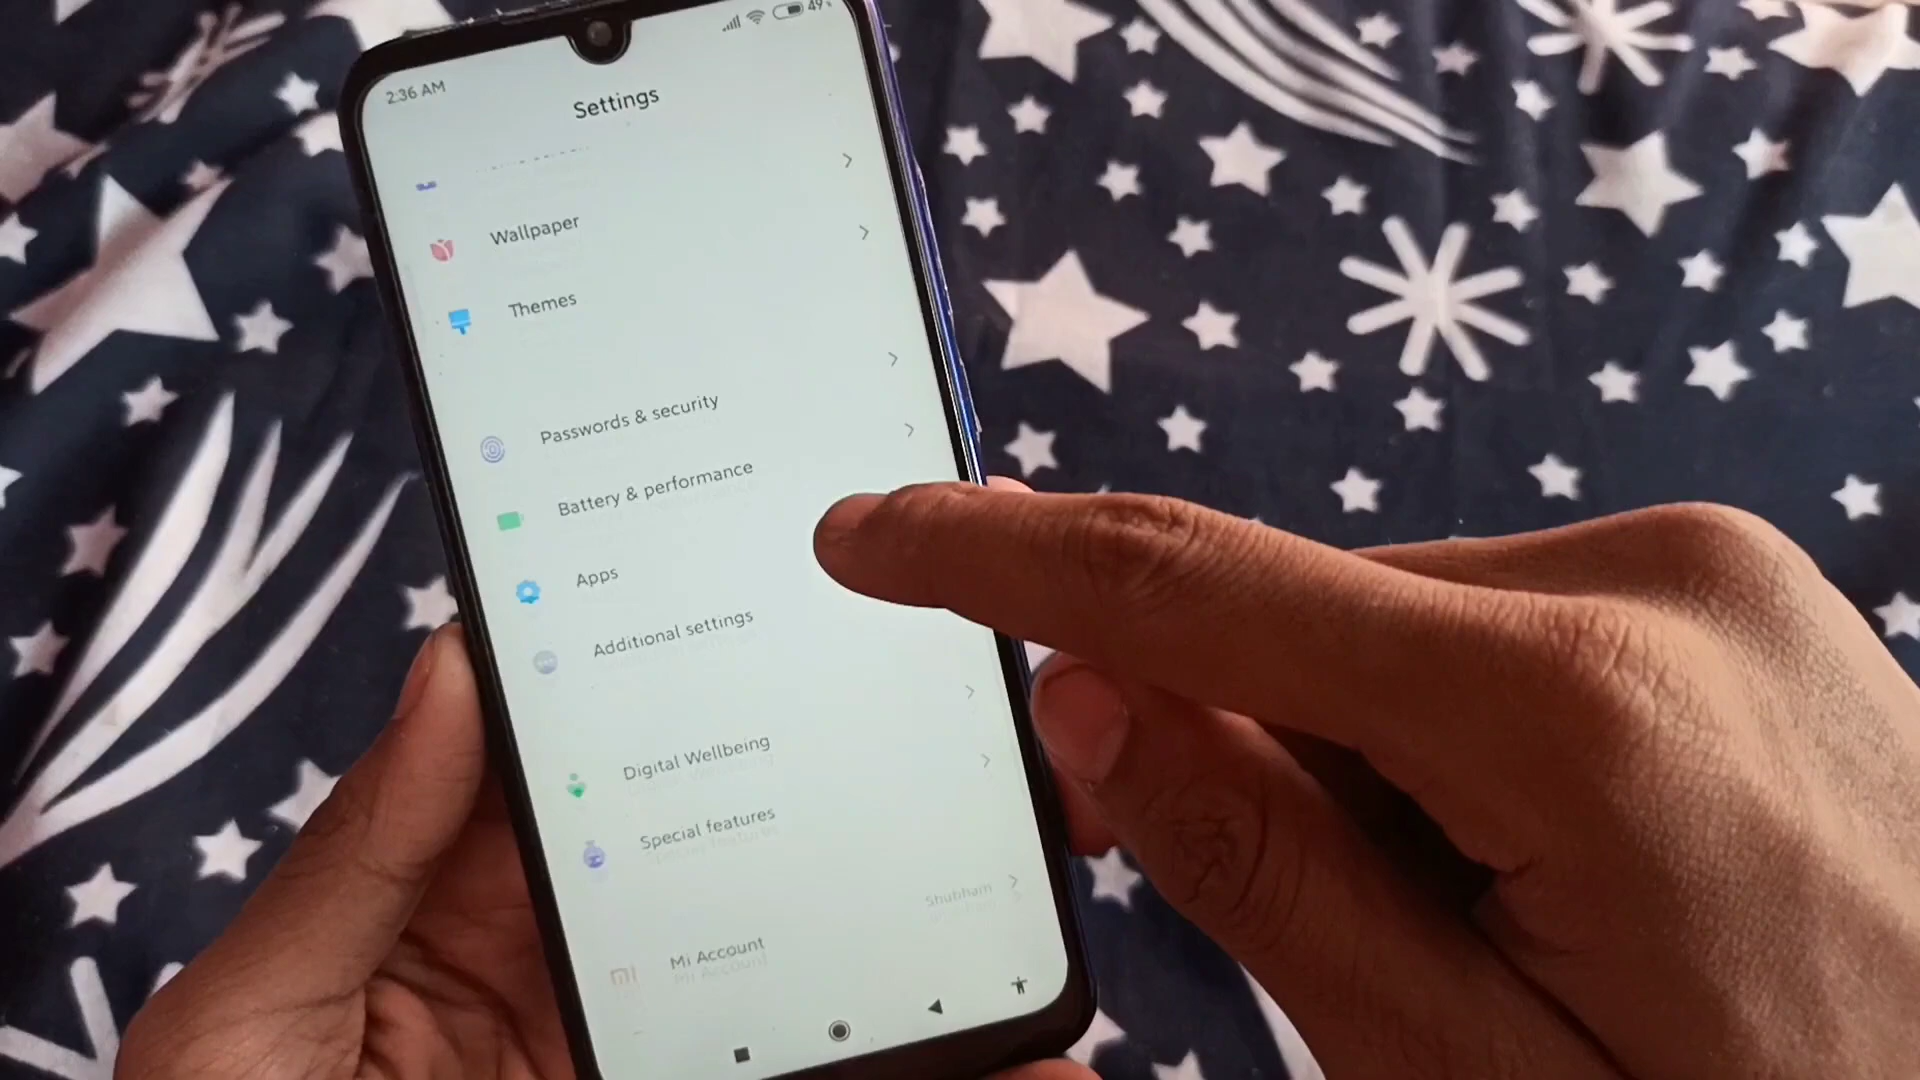 49%
2:36 AM
Settings
Wallpaper
Themes
Passwords & security
Battery & performance
Apps
Additional settings
Digital Wellbeing
Special features
Shubham
Mi Account